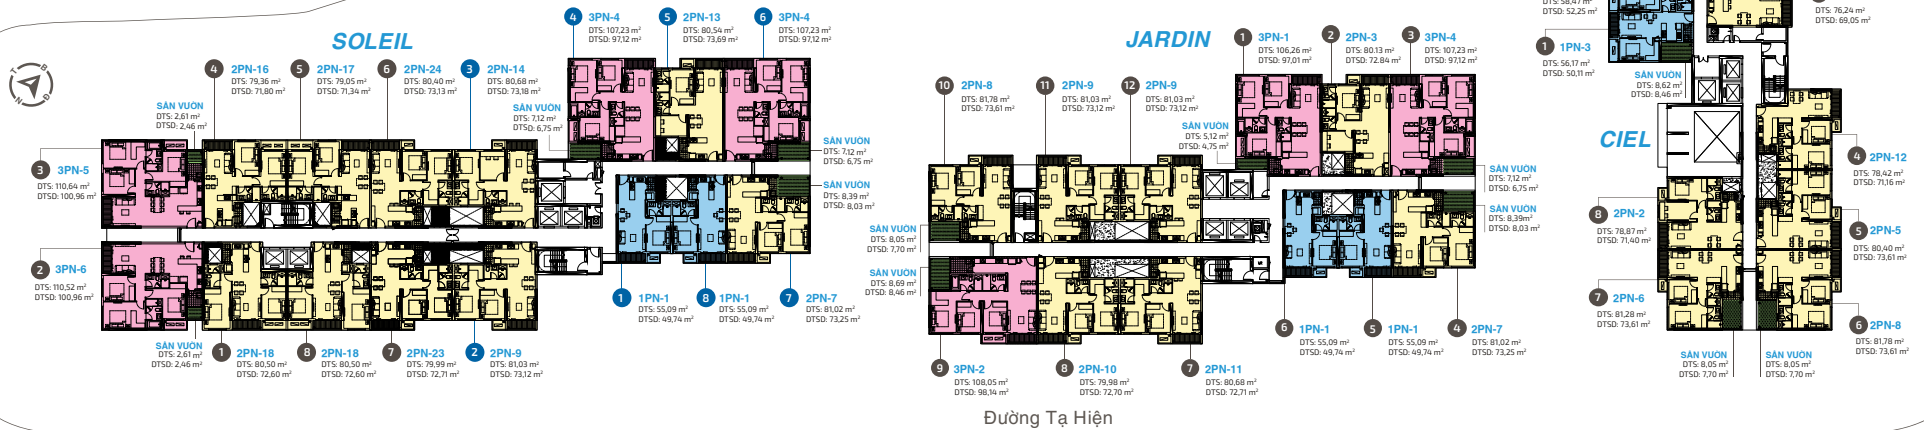 SOLEIL
4 3PN-4
DTS: 107,23 m²
DTSD: 97,12 m²
5 2PN-13
DTS: 80,54 m²
DTSD: 73,69 m²
6 3PN-4
DTS: 107,23 m²
DTSD: 97,12 m²
4 2PN-16
DTS: 79,36 m²
DTSD: 71,80 m²
5 2PN-17
DTS: 79,05 m²
DTSD: 71,34 m²
6 2PN-24
DTS: 80,40 m²
DTSD: 73,13 m²
3 2PN-14
DTS: 80,68 m²
DTSD: 73,18 m²
SÂN VƯỜN
DTS: 2,61 m²
DTSD: 2,46 m²
SÂN VƯỜN
DTS: 7,12 m²
DTSD: 6,75 m²
SÂN VƯỜN
DTS: 7,12 m²
DTSD: 6,75 m²
SÂN VƯỜN
DTS: 8,39 m²
DTSD: 8,03 m²
3 3PN-5
DTS: 110,64 m²
DTSD: 100,96 m²
2 3PN-6
DTS: 110,52 m²
DTSD: 100,96 m²
SÂN VƯỜN
DTS: 2,61 m²
DTSD: 2,46 m²
1 2PN-18
DTS: 80,50 m²
DTSD: 72,60 m²
8 2PN-18
DTS: 80,50 m²
DTSD: 72,60 m²
7 2PN-23
DTS: 79,99 m²
DTSD: 72,71 m²
2 2PN-9
DTS: 81,03 m²
DTSD: 73,12 m²
1 1PN-1
DTS: 55,09 m²
DTSD: 49,74 m²
8 1PN-1
DTS: 55,09 m²
DTSD: 49,74 m²
7 2PN-7
DTS: 81,02 m²
DTSD: 73,25 m²
JARDIN
1 3PN-1
DTS: 106,26 m²
DTSD: 97,01 m²
2 2PN-3
DTS: 80.13 m²
DTSD: 72.84 m²
3 3PN-4
DTS: 107,23 m²
DTSD: 97,12 m²
10 2PN-8
DTS: 81,78 m²
DTSD: 73,61 m²
11 2PN-9
DTS: 81,03 m²
DTSD: 73,12 m²
12 2PN-9
DTS: 81,03 m²
DTSD: 73,12 m²
SÂN VƯỜN
DTS: 5,12 m²
DTSD: 4,75 m²
SÂN VƯỜN
DTS: 7,12 m²
DTSD: 6,75 m²
SÂN VƯỜN
DTS: 8,39m²
DTSD: 8,03 m²
SÂN VƯỜN
DTS: 8,05 m²
DTSD: 7,70 m²
SÂN VƯỜN
DTS: 8,69 m²
DTSD: 8,46 m²
9 3PN-2
DTS: 108,05 m²
DTSD: 98,14 m²
8 2PN-10
DTS: 79,98 m²
DTSD: 72,70 m²
7 2PN-11
DTS: 80,68 m²
DTSD: 72,71 m²
6 1PN-1
DTS: 55,09 m²
DTSD: 49,74 m²
5 1PN-1
DTS: 55,09 m²
DTSD: 49,74 m²
4 2PN-7
DTS: 81,02 m²
DTSD: 73,25 m²
Đường Tạ Hiện
CIEL
DTSD: 52,25 m²
DTS: 76,24 m²
DTSD: 69,05 m²
1 1PN-3
DTS: 56,17 m²
DTSD: 50,11 m²
SÂN VƯỜN
DTS: 8,62 m²
DTSD: 8,46 m²
4 2PN-12
DTS: 78,42 m²
DTSD: 71,16 m²
8 2PN-2
DTS: 78,87 m²
DTSD: 71,40 m²
5 2PN-5
DTS: 80,40 m²
DTSD: 73,61 m²
7 2PN-6
DTS: 81,28 m²
DTSD: 73,61 m²
6 2PN-8
DTS: 81,78 m²
DTSD: 73,61 m²
SÂN VƯỜN
DTS: 8,05 m²
DTSD: 7,70 m²
SÂN VƯỜN
DTS: 8,05 m²
DTSD: 7,70 m²